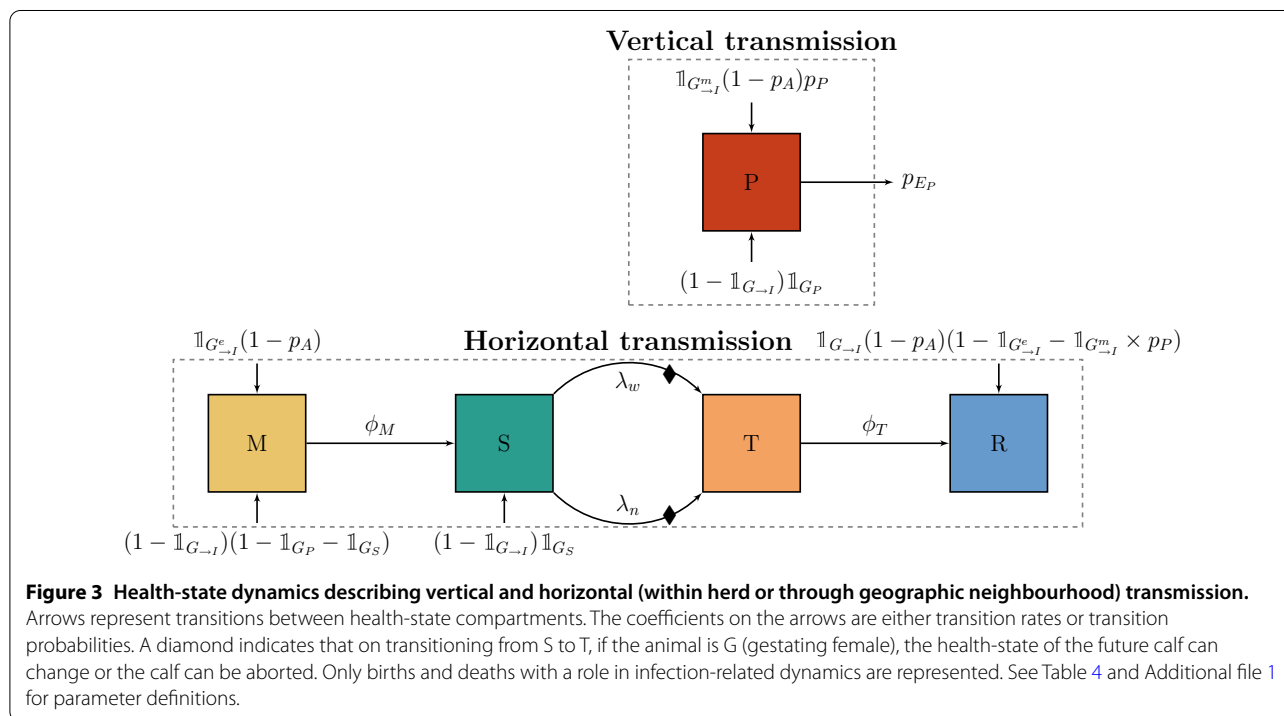 Vertical transmission
𝟙_{G^m_{→I}}(1 − p_A)p_P
P
p_{E_P}
(1 − 𝟙_{G_{→I}})𝟙_{G_P}
𝟙_{G^e_{→I}}(1 − p_A)
Horizontal transmission
𝟙_{G_{→I}}(1 − p_A)(1 − 𝟙_{G^e_{→I}} − 𝟙_{G^m_{→I}} × p_P)
λ_w
M
ϕ_M
S
T
ϕ_T
R
λ_n
(1 − 𝟙_{G_{→I}})(1 − 𝟙_{G_P} − 𝟙_{G_S})
(1 − 𝟙_{G_{→I}})𝟙_{G_S}
Figure 3 Health-state dynamics describing vertical and horizontal (within herd or through geographic neighbourhood) transmission.
Arrows represent transitions between health-state compartments. The coefficients on the arrows are either transition rates or transition
probabilities. A diamond indicates that on transitioning from S to T, if the animal is G (gestating female), the health-state of the future calf can
change or the calf can be aborted. Only births and deaths with a role in infection-related dynamics are represented. See Table 4 and Additional file 1
for parameter definitions.